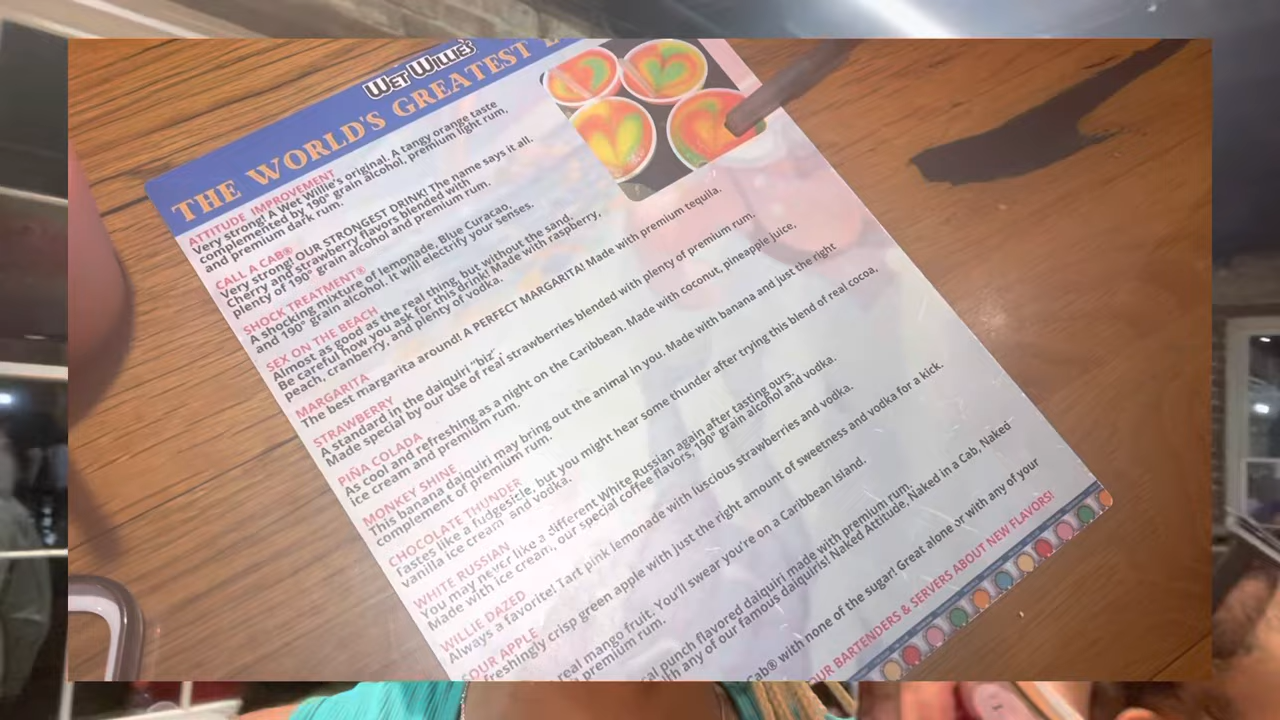 WET WILLIE'S
THE WORLD'S GREATEST
ATTITUDE IMPROVEMENT
Very strong! A Wet Willie's original. A tangy orange taste
complemented by 190° grain alcohol, premium light rum,
and premium dark rum.
CALL A CAB®
Very strong! OUR STRONGEST DRINK! The name says it all.
Cherry and strawberry flavors blended with
plenty of 190° grain alcohol and premium rum.
SHOCK TREATMENT®
A shocking mixture of lemonade, Blue Curacao,
and 190° grain alcohol. It will electrify your senses.
SEX ON THE BEACH
Almost as good as the real thing, but without the sand.
Be careful how you ask for this drink! Made with raspberry,
peach, cranberry, and plenty of vodka.
MARGARITA
The best margarita around! A PERFECT MARGARITA! Made with premium tequila.
STRAWBERRY
A standard in the daiquiri "biz".
Made special by our use of real strawberries blended with plenty of premium rum.
PIÑA COLADA
As cool and refreshing as a night on the Caribbean. Made with coconut, pineapple juice,
ice cream and premium rum.
MONKEY SHINE
This banana daiquiri may bring out the animal in you. Made with banana and just the right
complement of premium rum.
CHOCOLATE THUNDER
Tastes like a fudgesicle, but you might hear some thunder after trying this blend of real cocoa,
vanilla ice cream and vodka.
WHITE RUSSIAN
You may never like a different White Russian again after tasting ours.
Made with ice cream, our special coffee flavors, 190° grain alcohol and vodka.
WILLIE DAZED
Always a favorite! Tart pink lemonade with luscious strawberries and vodka.
SOUR APPLE
freshingly crisp green apple with just the right amount of sweetness and vodka for a kick.
real mango fruit. You'll swear you're on a Caribbean Island.
premium rum.
cal punch flavored daiquiri made with premium rum.
th any of our famous daiquiris! Naked Attitude, Naked in a Cab, Naked
Cab® with none of the sugar! Great alone or with any of your
OUR BARTENDERS & SERVERS ABOUT NEW FLAVORS!